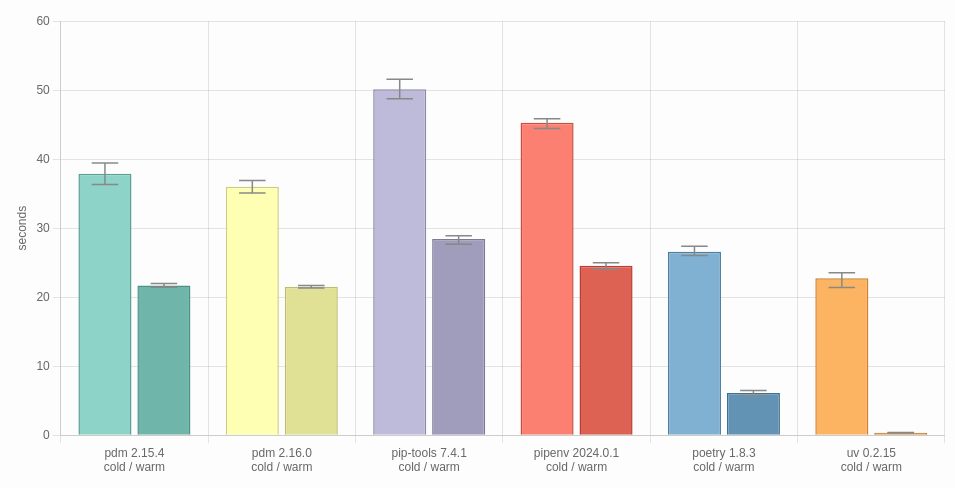 60
50
40
30
20
10
0
seconds
pdm 2.15.4
cold / warm
pdm 2.16.0
cold / warm
pip-tools 7.4.1
cold / warm
pipenv 2024.0.1
cold / warm
poetry 1.8.3
cold / warm
uv 0.2.15
cold / warm